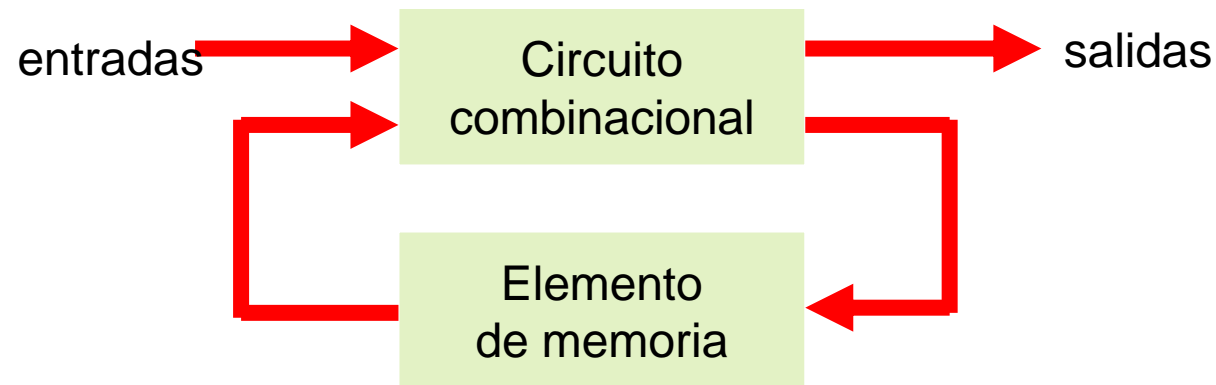 entradas
Circuito
combinacional
salidas
Elemento
de memoria